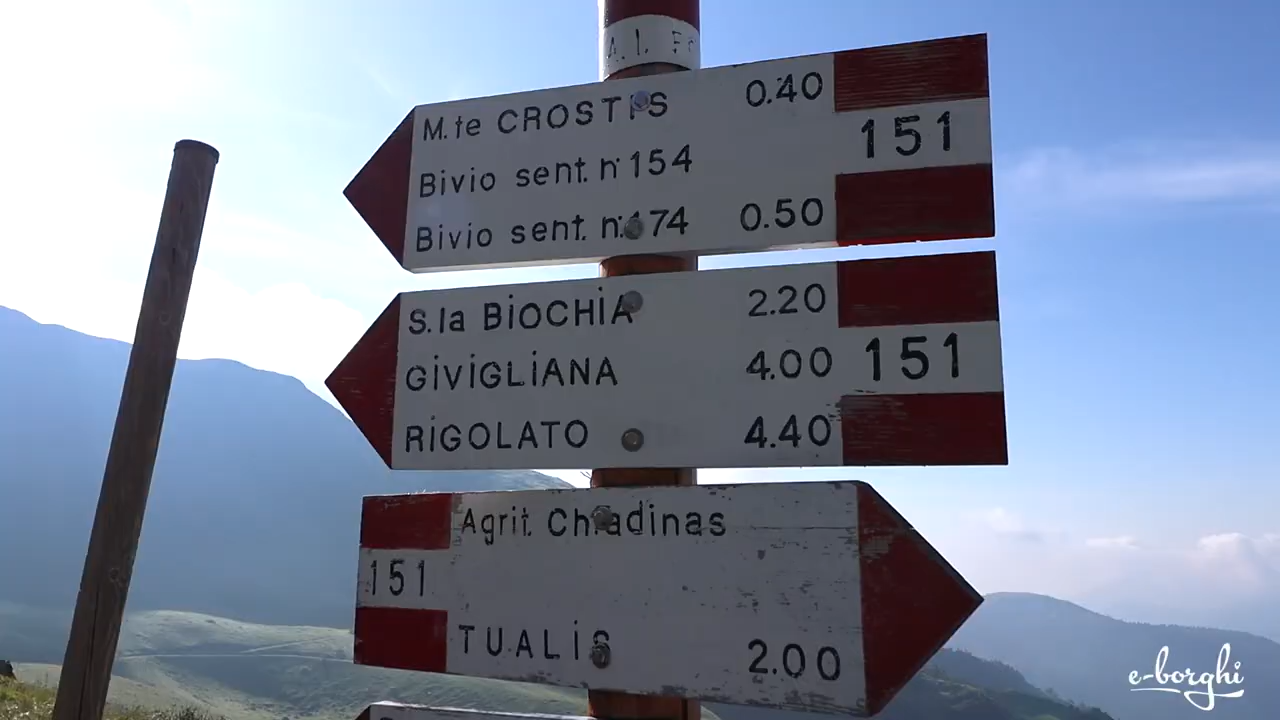 M.te CROSTIS 0.40
Bivio sent. n° 154
Bivio sent. n° 174 0.50
151
S.la BIOCHIA 2.20
GIVIGLIANA 4.00
RIGOLATO 4.40
151
Agrit. Chiadinas
151
TUALIS 2.00
e-borghi